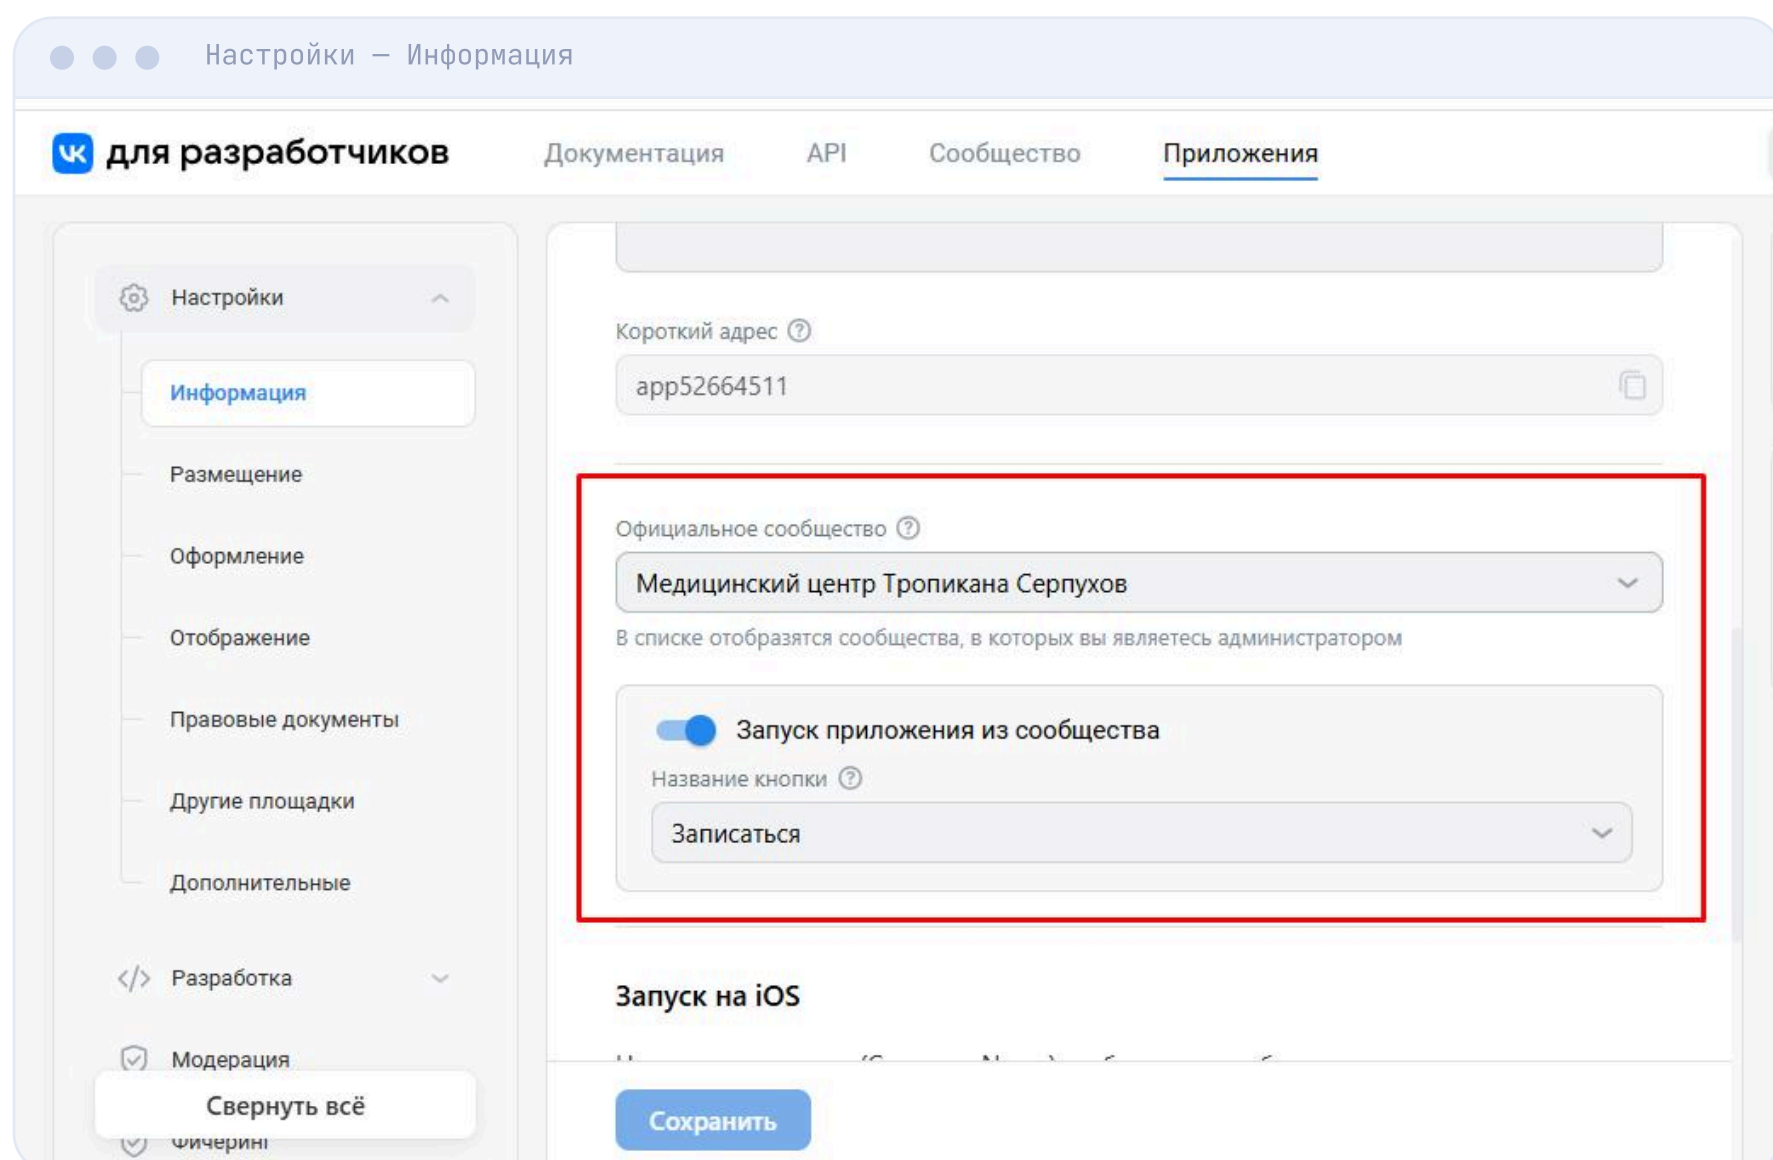 Настройки — Информация
для разработчиков
Документация
API
Сообщество
Приложения
Настройки
Информация
Размещение
Оформление
Отображение
Правовые документы
Другие площадки
Дополнительные
Разработка
Модерация
Свернуть всё
Фичеринг
Короткий адрес
app52664511
Официальное сообщество
Медицинский центр Тропикана Серпухов
В списке отобразятся сообщества, в которых вы являетесь администратором
Запуск приложения из сообщества
Название кнопки
Записаться
Запуск на iOS
Сохранить